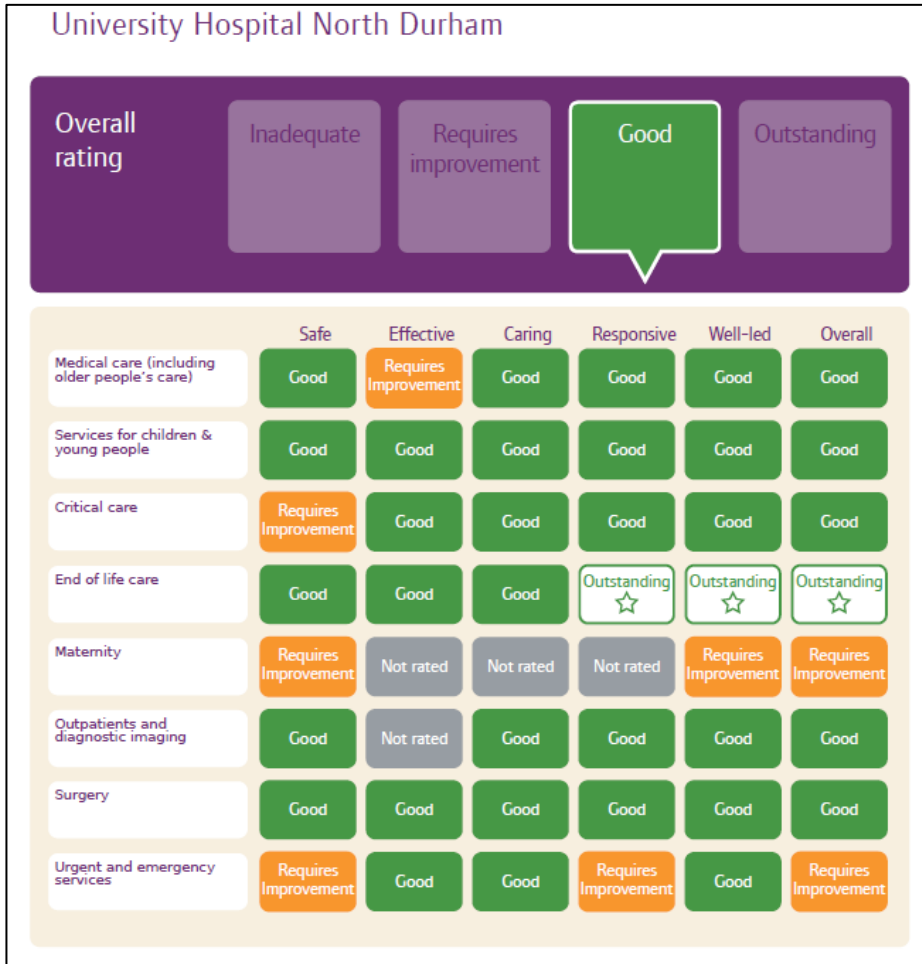 University Hospital North Durham
Overall
rating
Inadequate
Requires
improvement
Good
Outstanding
Safe Effective Caring Responsive Well-led Overall
Medical care (including
older people's care)
Good
Requires
Improvement
Good
Good
Good
Good
Services for children &
young people
Good
Good
Good
Good
Good
Good
Critical care
Requires
Improvement
Good
Good
Good
Good
Good
End of life care
Good
Good
Good
Outstanding
Outstanding
Outstanding
Maternity
Requires
Improvement
Not rated
Not rated
Not rated
Requires
Improvement
Requires
Improvement
Outpatients and
diagnostic imaging
Good
Not rated
Good
Good
Good
Good
Surgery
Good
Good
Good
Good
Good
Good
Urgent and emergency
services
Requires
Improvement
Good
Good
Requires
Improvement
Good
Requires
Improvement